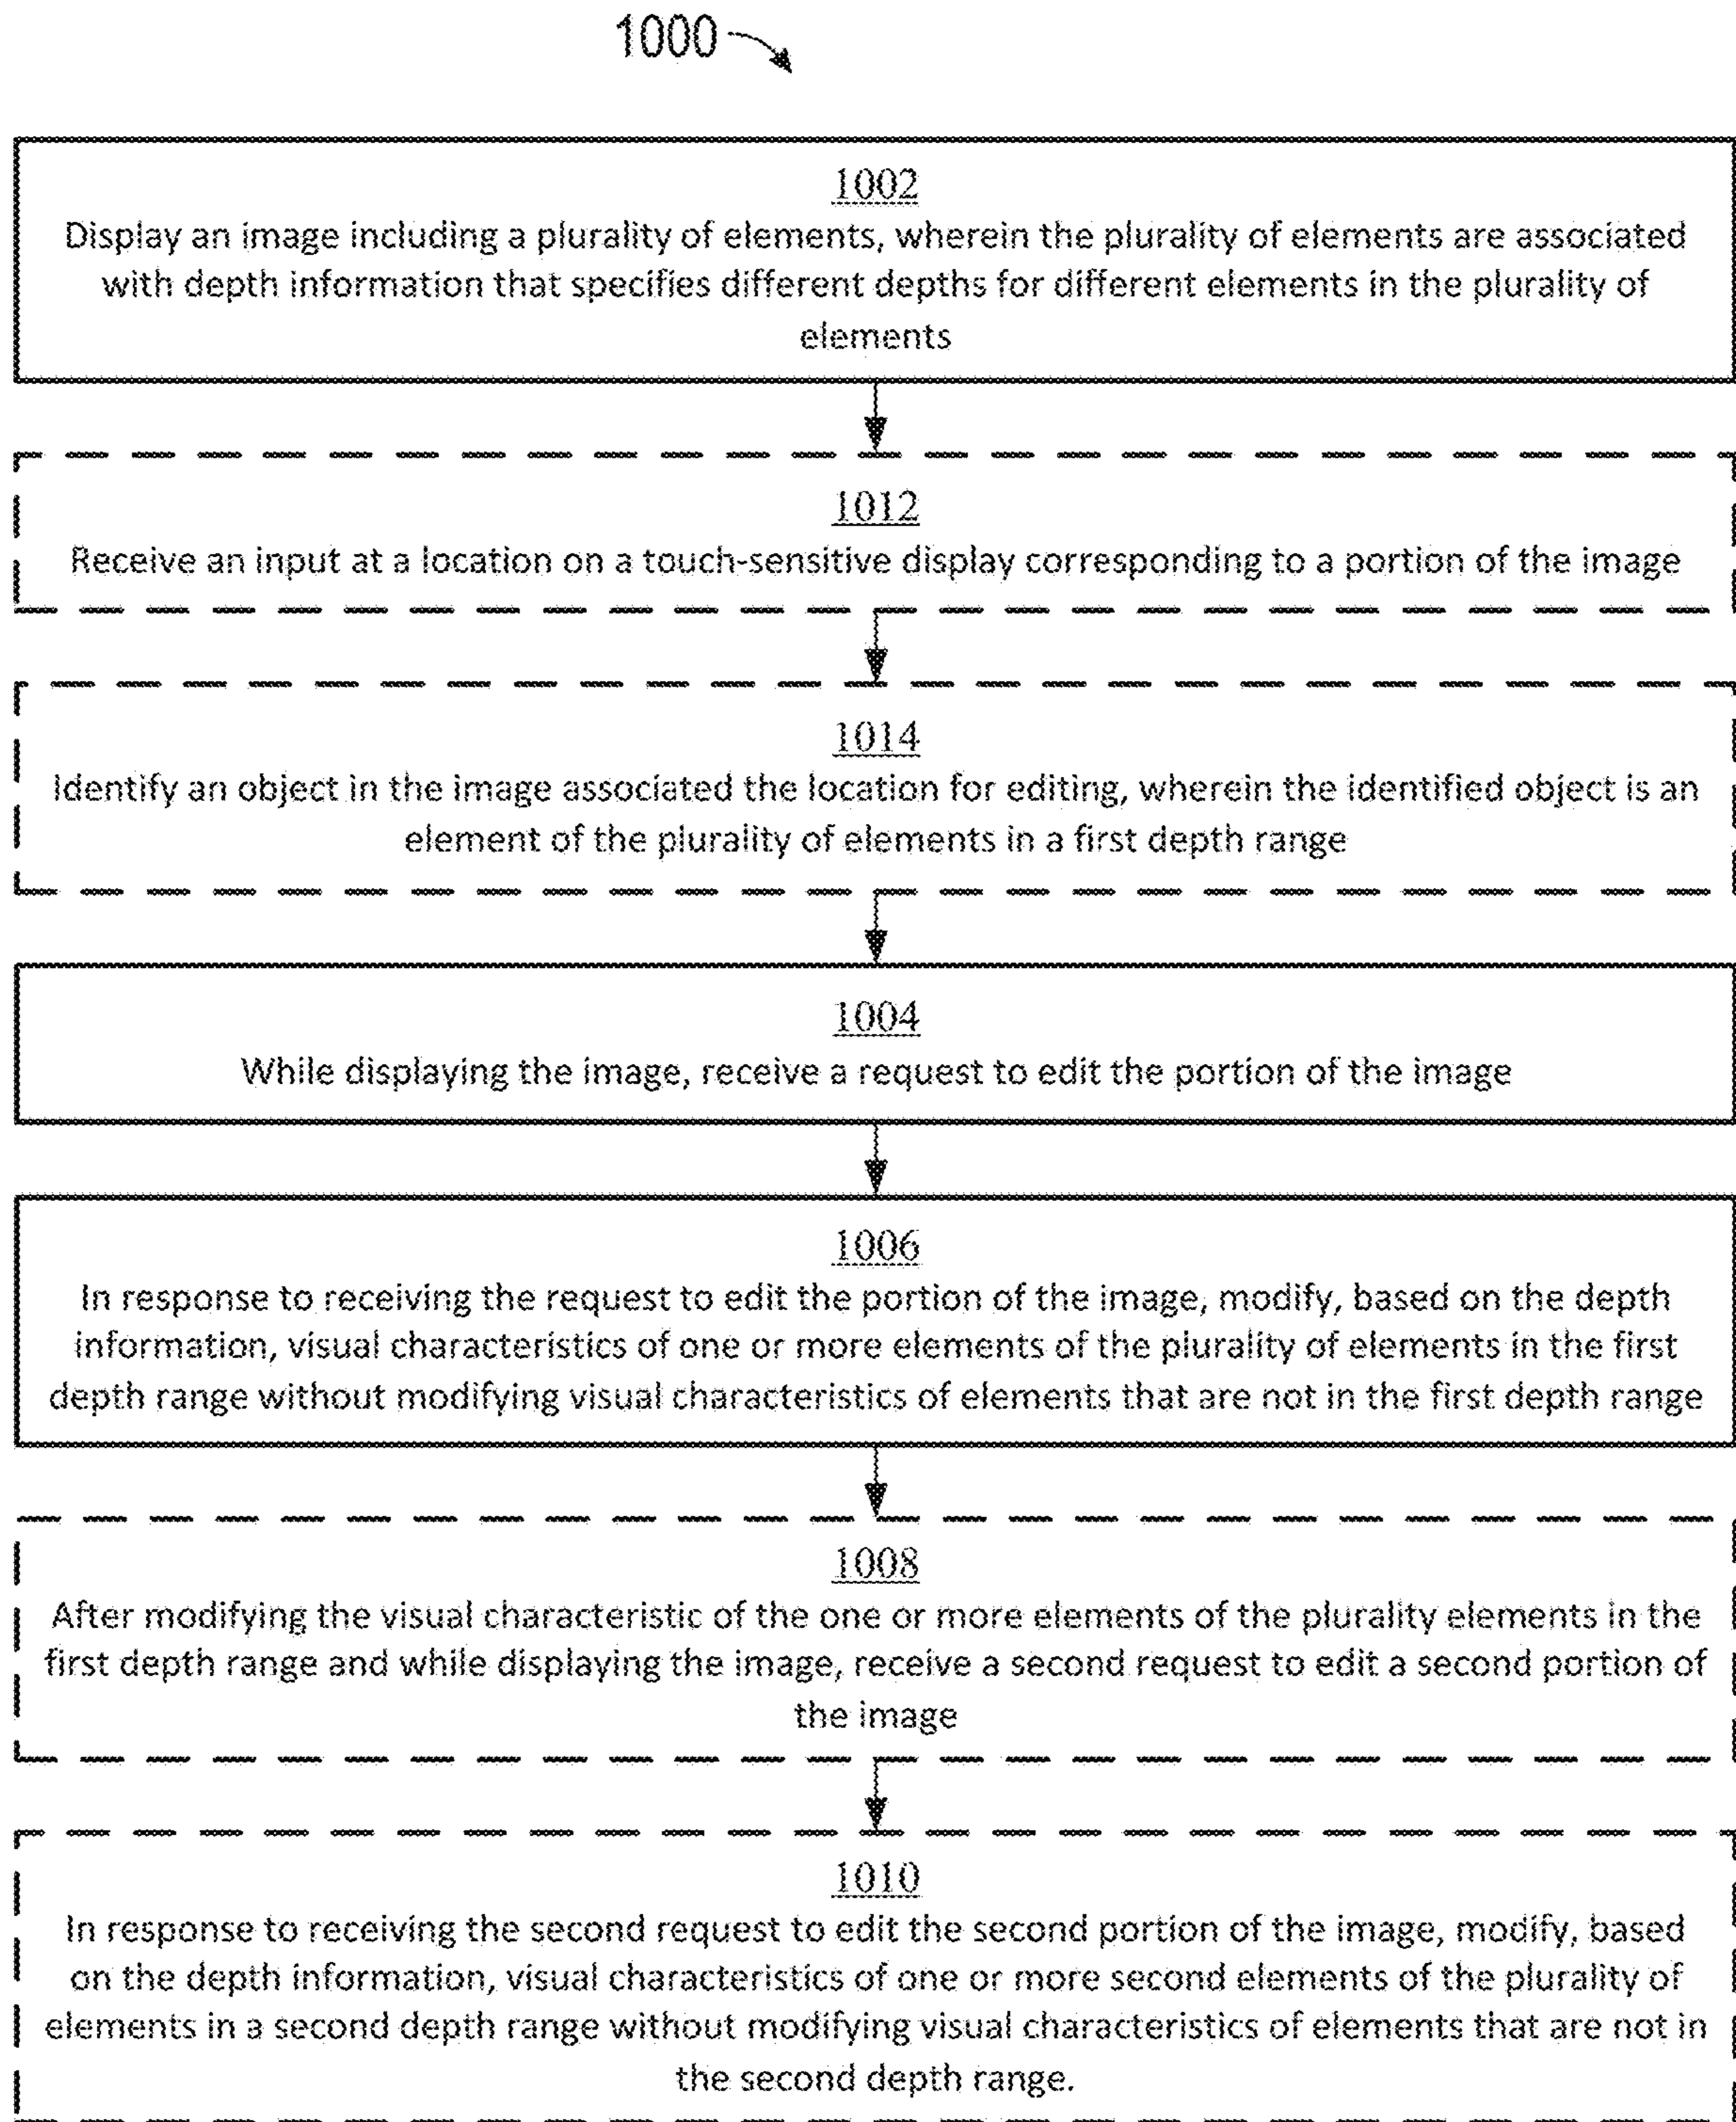 1000
1002
Display an image including a plurality of elements, wherein the plurality of elements are associated
with depth information that specifies different depths for different elements in the plurality of
elements
1012
Receive an input at a location on a touch-sensitive display corresponding to a portion of the image
1014
Identify an object in the image associated the location for editing, wherein the identified object is an
element of the plurality of elements in a first depth range
1004
While displaying the image, receive a request to edit the portion of the image
1006
In response to receiving the request to edit the portion of the image, modify, based on the depth
information, visual characteristics of one or more elements of the plurality of elements in the first
depth range without modifying visual characteristics of elements that are not in the first depth range
1008
After modifying the visual characteristic of the one or more elements of the plurality elements in the
first depth range and while displaying the image, receive a second request to edit a second portion of
the image
1010
In response to receiving the second request to edit the second portion of the image, modify, based
on the depth information, visual characteristics of one or more second elements of the plurality of
elements in a second depth range without modifying visual characteristics of elements that are not in
the second depth range.